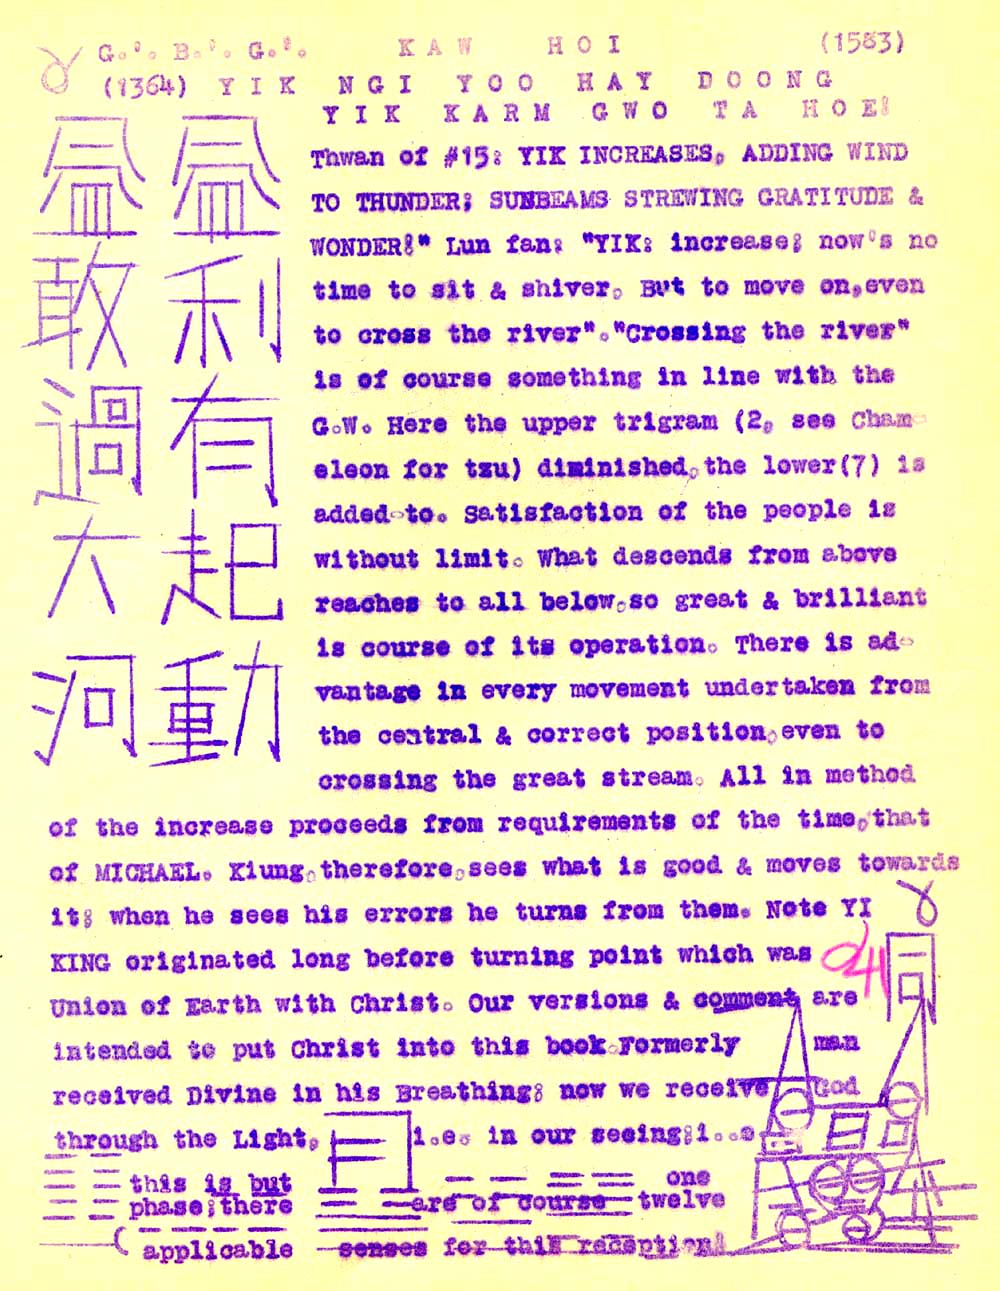 G.'. B.'. G.'. KAW HOI (1583)
(1364) YIK NGI YOO HAY DOONG
YIK KARM GWO TA HOE!
益 益
敢 利
過 有
大 起
河 動
Thwan of #15: YIK INCREASES, ADDING WIND
TO THUNDER; SUNBEAMS STREWING GRATITUDE &
WONDER!" Lun fan: "YIK: increase; now's no
time to sit & shiver. But to move on,even
to cross the river"."Crossing the river"
is of course something in line with the
G.W. Here the upper trigram (2, see Cham-
eleon for tzu) diminished,the lower(7) is
added-to. Satisfaction of the people is
without limit. What descends from above
reaches to all below,so great & brilliant
is course of its operation. There is ad-
vantage in every movement undertaken from
the central & correct position,even to
crossing the great stream. All in method
of the increase proceeds from requirements of the time,that
of MICHAEL. Kiung,therefore,sees what is good & moves towards
it; when he sees his errors he turns from them. Note YI
KING originated long before turning point which was
Union of Earth with Christ. Our versions & comment are
intended to put Christ into this book.Formerly man
received Divine in his Breathing; now we receive God
through the Light, i.e. in our seeing;i..e
this is but one
phase;there are of course twelve
applicable senses for this reception!